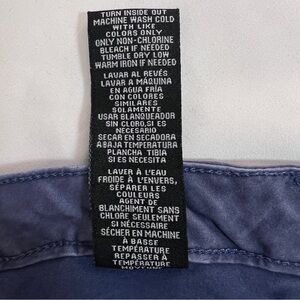 TURN INSIDE OUT
MACHINE WASH COLD
WITH LIKE
COLORS ONLY
ONLY NON-CHLORINE
BLEACH IF NEEDED
TUMBLE DRY LOW
WARM IRON IF NEEDED
LAVAR AL REVÉS
LAVAR A MÁQUINA
EN AGUA FRÍA
CON COLORES
SIMILARES
SOLAMENTE
USAR BLANQUEADOR
SIN CLORO,SI ES
NECESARIO
SECAR EN SECADORA
A BAJA TEMPERATURA
PLANCHA TIBIA
SI ES NECESITA
LAVER À L'EAU
FROIDE À L'ENVERS,
SÉPARER LES
COULEURS
AGENT DE
BLANCHIMENT SANS
CHLORE SEULEMENT
SI NÉCESSAIRE
SÉCHER EN MACHINE
À BASSE
TEMPÉRATURE
REPASSER À
TEMPÉRATURE